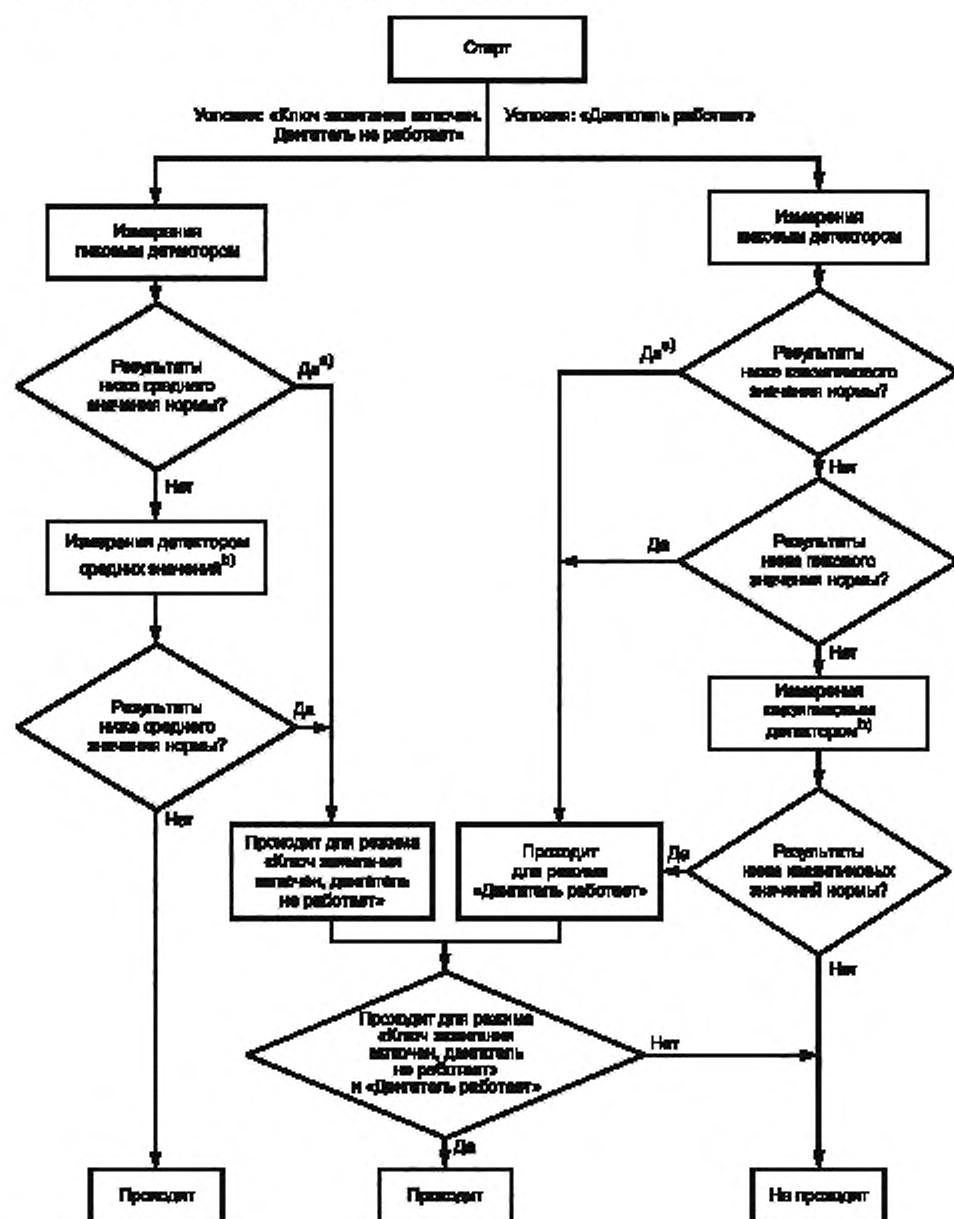 Старт
Условия: «Ключ зажигания включен.
Двигатель не работает»
Условия: «Двигатель работает»
Измерения
пиковым детектором
Измерения
пиковым детектором
Результаты
ниже среднего
значения нормы?
Да a)
Нет
Результаты
ниже квазипикового
значения нормы?
Да a)
Нет
Измерения детектором
средних значений b)
Результаты
ниже пикового
значения нормы?
Да
Нет
Результаты
ниже среднего
значения нормы?
Да
Нет
Измерения
квазипиковым
детектором b)
Проходит для режима
«Ключ зажигания
включен, двигатель
не работает»
Проходит
для режима
«Двигатель работает»
Да
Результаты
ниже квазипиковых
значений нормы?
Нет
Проходит для режима
«Ключ зажигания
включен, двигатель
не работает»
и «Двигатель работает»
Нет
Да
Проходит
Проходит
Не проходит